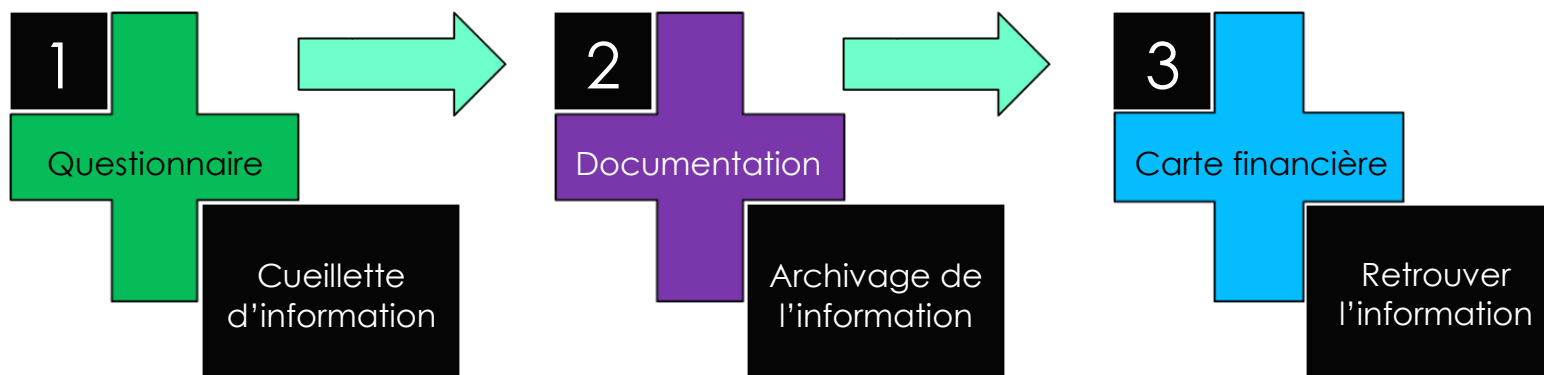 1
Questionnaire
Cueillette
d’information
2
Documentation
Archivage de
l’information
3
Carte financière
Retrouver
l’information